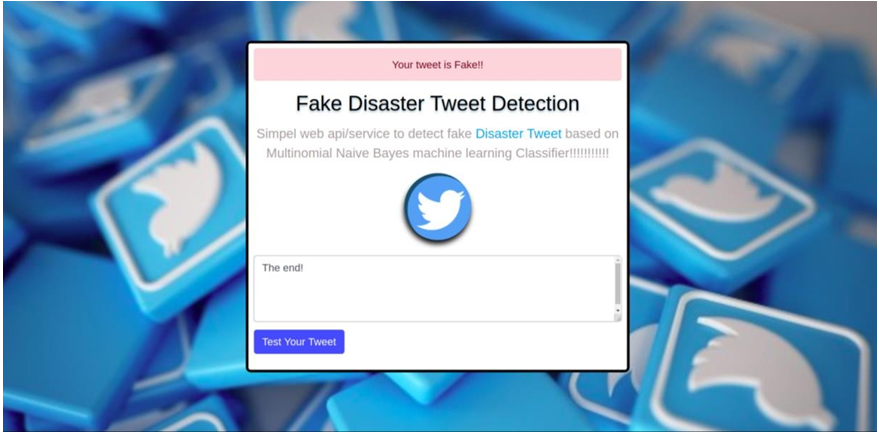 Your tweet is Fake!!
Fake Disaster Tweet Detection
Simpel web api/service to detect fake Disaster Tweet based on
Multinomial Naive Bayes machine learning Classifier!!!!!!!!!!!
The end!
Test Your Tweet